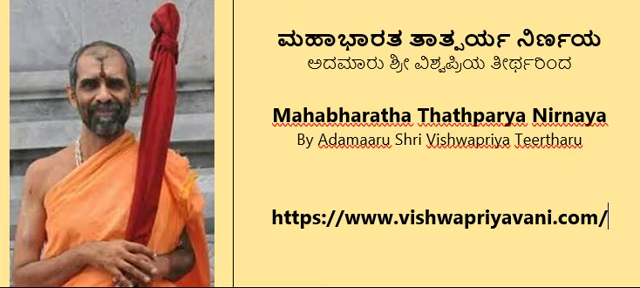 ಮಹಾಭಾರತ ತಾತ್ಪರ್ಯ ನಿರ್ಣಯ
ಅದಮಾರು ಶ್ರೀ ವಿಶ್ವಪ್ರಿಯ ತೀರ್ಥರಿಂದ
Mahabharatha Thathparya Nirnaya
By Adamaaru Shri Vishwapriya Teertharu
https://www.vishwapriyavani.com/